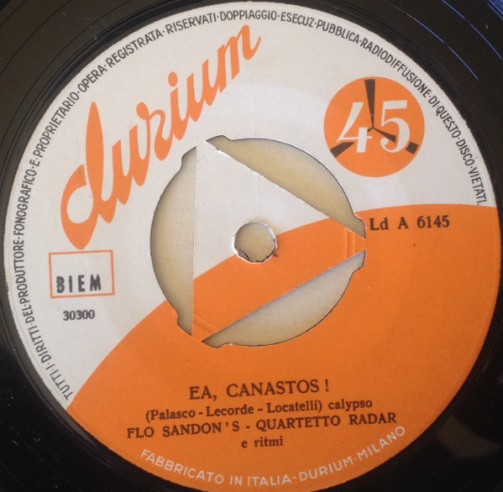 TUTTI I DIRITTI DEL PRODUTTORE FONOGRAFICO E PROPRIETARIO OPERA REGISTRATA · RISERVATI · DOPPIAGGIO · ESECUZ · PUBBLICA · RADIODIFFUSIONE DI QUESTO DISCO VIETATI
durium
45
Ld A 6145
BIEM
30300
EA, CANASTOS !
(Palasco - Lecorde - Locatelli) calypso
FLO SANDON'S - QUARTETTO RADAR
e ritmi
FABBRICATO IN ITALIA - DURIUM - MILANO